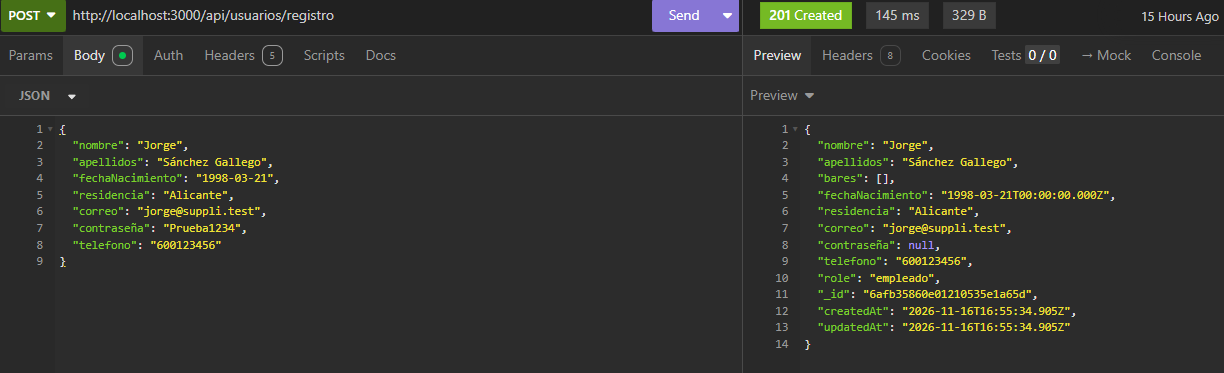 POST http://localhost:3000/api/usuarios/registro Send 201 Created 145 ms 329 B 15 Hours Ago
Params Body Auth Headers 5 Scripts Docs
Preview Headers 8 Cookies Tests 0 / 0 → Mock Console
JSON
Preview
1 {
2 "nombre": "Jorge",
3 "apellidos": "Sánchez Gallego",
4 "fechaNacimiento": "1998-03-21",
5 "residencia": "Alicante",
6 "correo": "jorge@suppli.test",
7 "contraseña": "Prueba1234",
8 "telefono": "600123456"
9 }
1 {
2 "nombre": "Jorge",
3 "apellidos": "Sánchez Gallego",
4 "bares": [],
5 "fechaNacimiento": "1998-03-21T00:00:00.000Z",
6 "residencia": "Alicante",
7 "correo": "jorge@suppli.test",
8 "contraseña": null,
9 "telefono": "600123456",
10 "role": "empleado",
11 "_id": "6afb35860e01210535e1a65d",
12 "createdAt": "2026-11-16T16:55:34.905Z",
13 "updatedAt": "2026-11-16T16:55:34.905Z"
14 }